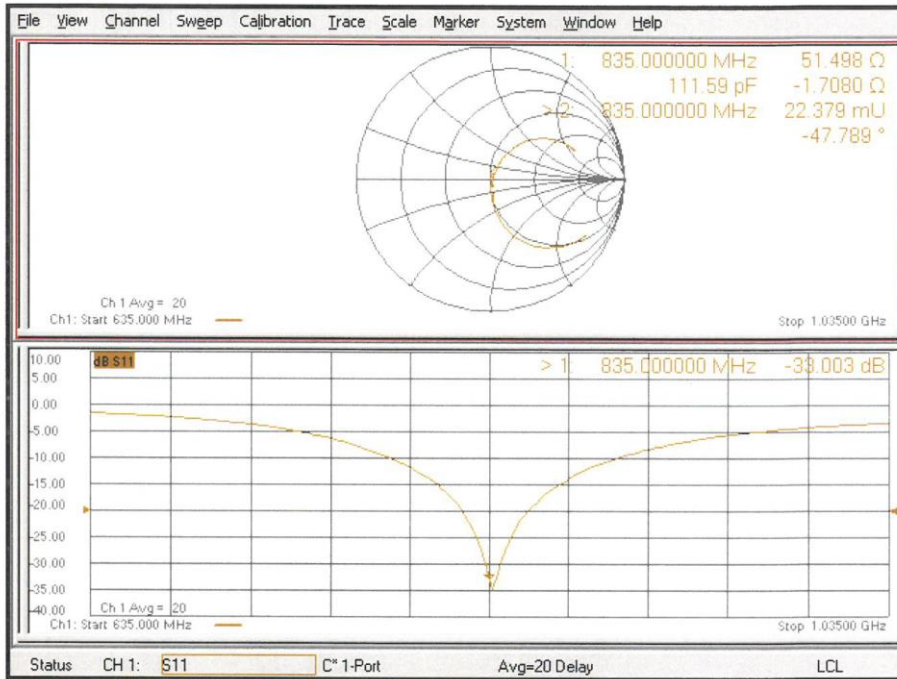 File View Channel Sweep Calibration Trace Scale Marker System Window Help
1: 835.000000 MHz 51.498 Ω
111.59 pF -1.7080 Ω
> 2: 835.000000 MHz 22.379 mU
-47.789 °
Ch 1 Avg = 20
Ch1: Start 635.000 MHz
Stop 1.03500 GHz
10.00
dB S11
> 1: 835.000000 MHz -33.003 dB
5.00
0.00
-5.00
-10.00
-15.00
-20.00
-25.00
-30.00
-35.00
-40.00
Ch 1 Avg = 20
Ch1: Start 635.000 MHz
Stop 1.03500 GHz
Status CH 1: S11 C* 1-Port Avg=20 Delay LCL